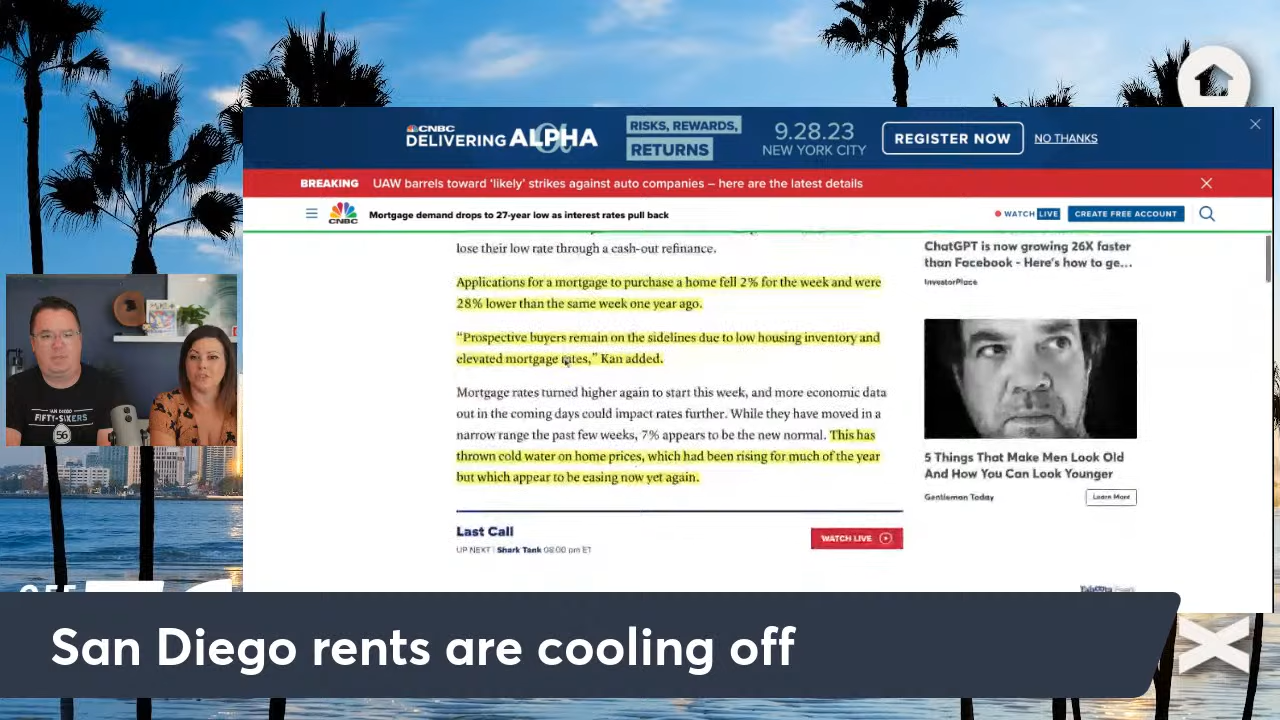 CNBC
DELIVERING ALPHA
RISKS, REWARDS,
RETURNS
9.28.23
NEW YORK CITY
REGISTER NOW
NO THANKS
BREAKING UAW barrels toward 'likely' strikes against auto companies – here are the latest details
CNBC
Mortgage demand drops to 27-year low as interest rates pull back
WATCH LIVE
CREATE FREE ACCOUNT
lose their low rate through a cash-out refinance.
Applications for a mortgage to purchase a home fell 2% for the week and were
28% lower than the same week one year ago.
“Prospective buyers remain on the sidelines due to low housing inventory and
elevated mortgage rates,” Kan added.
Mortgage rates turned higher again to start this week, and more economic data
out in the coming days could impact rates further. While they have moved in a
narrow range the past few weeks, 7% appears to be the new normal. This has
thrown cold water on home prices, which had been rising for much of the year
but which appear to be easing now yet again.
Last Call
UP NEXT | Shark Tank 08:00 pm ET
WATCH LIVE
ChatGPT is now growing 26X faster
than Facebook - Here's how to ge...
InvestorPlace
5 Things That Make Men Look Old
And How You Can Look Younger
Gentleman Today
Learn More
SAN DIEGO
FIFTY-SIXERS
56
San Diego rents are cooling off